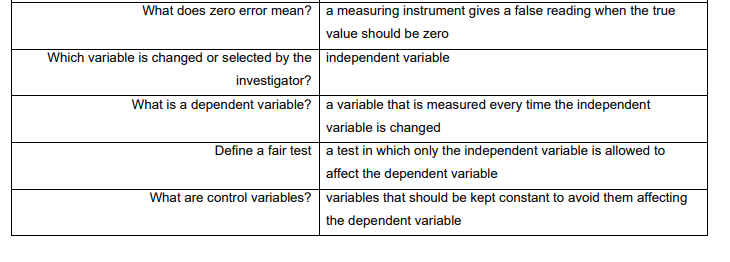 What does zero error mean? a measuring instrument gives a false reading when the true
value should be zero
Which variable is changed or selected by the independent variable
investigator?
What is a dependent variable? a variable that is measured every time the independent
variable is changed
Define a fair test a test in which only the independent variable is allowed to
affect the dependent variable
What are control variables? variables that should be kept constant to avoid them affecting
the dependent variable